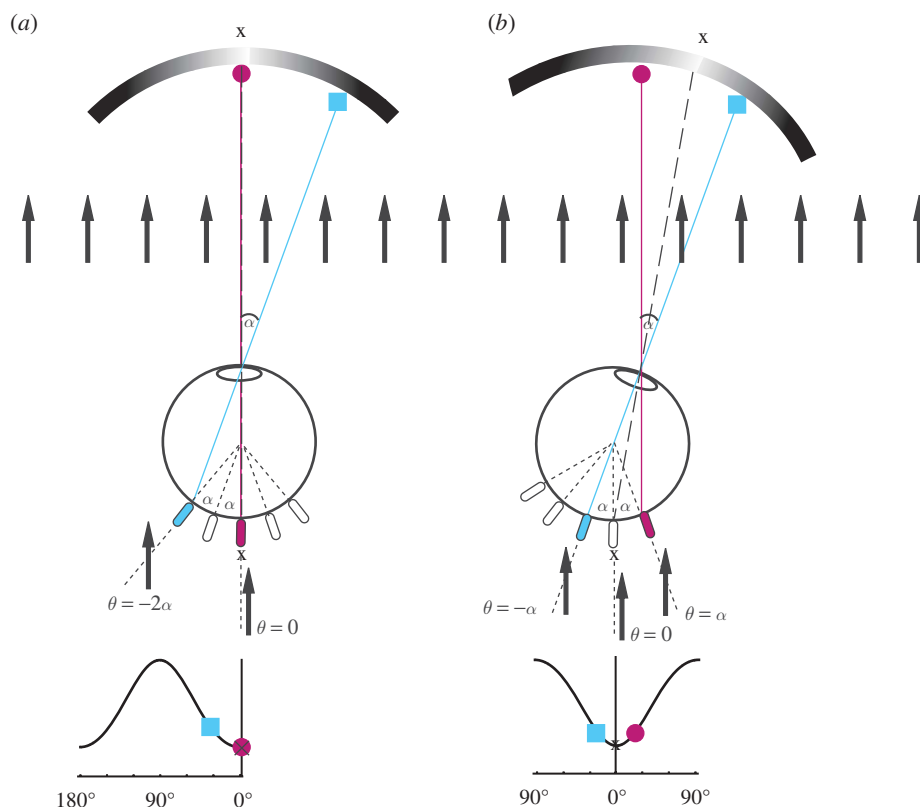 (a)
x
α
α
α
x
θ = −2α
θ = 0
x
180°
90°
0°
(b)
x
α
α
α
x
θ = −α
θ = α
θ = 0
x
90°
0°
90°